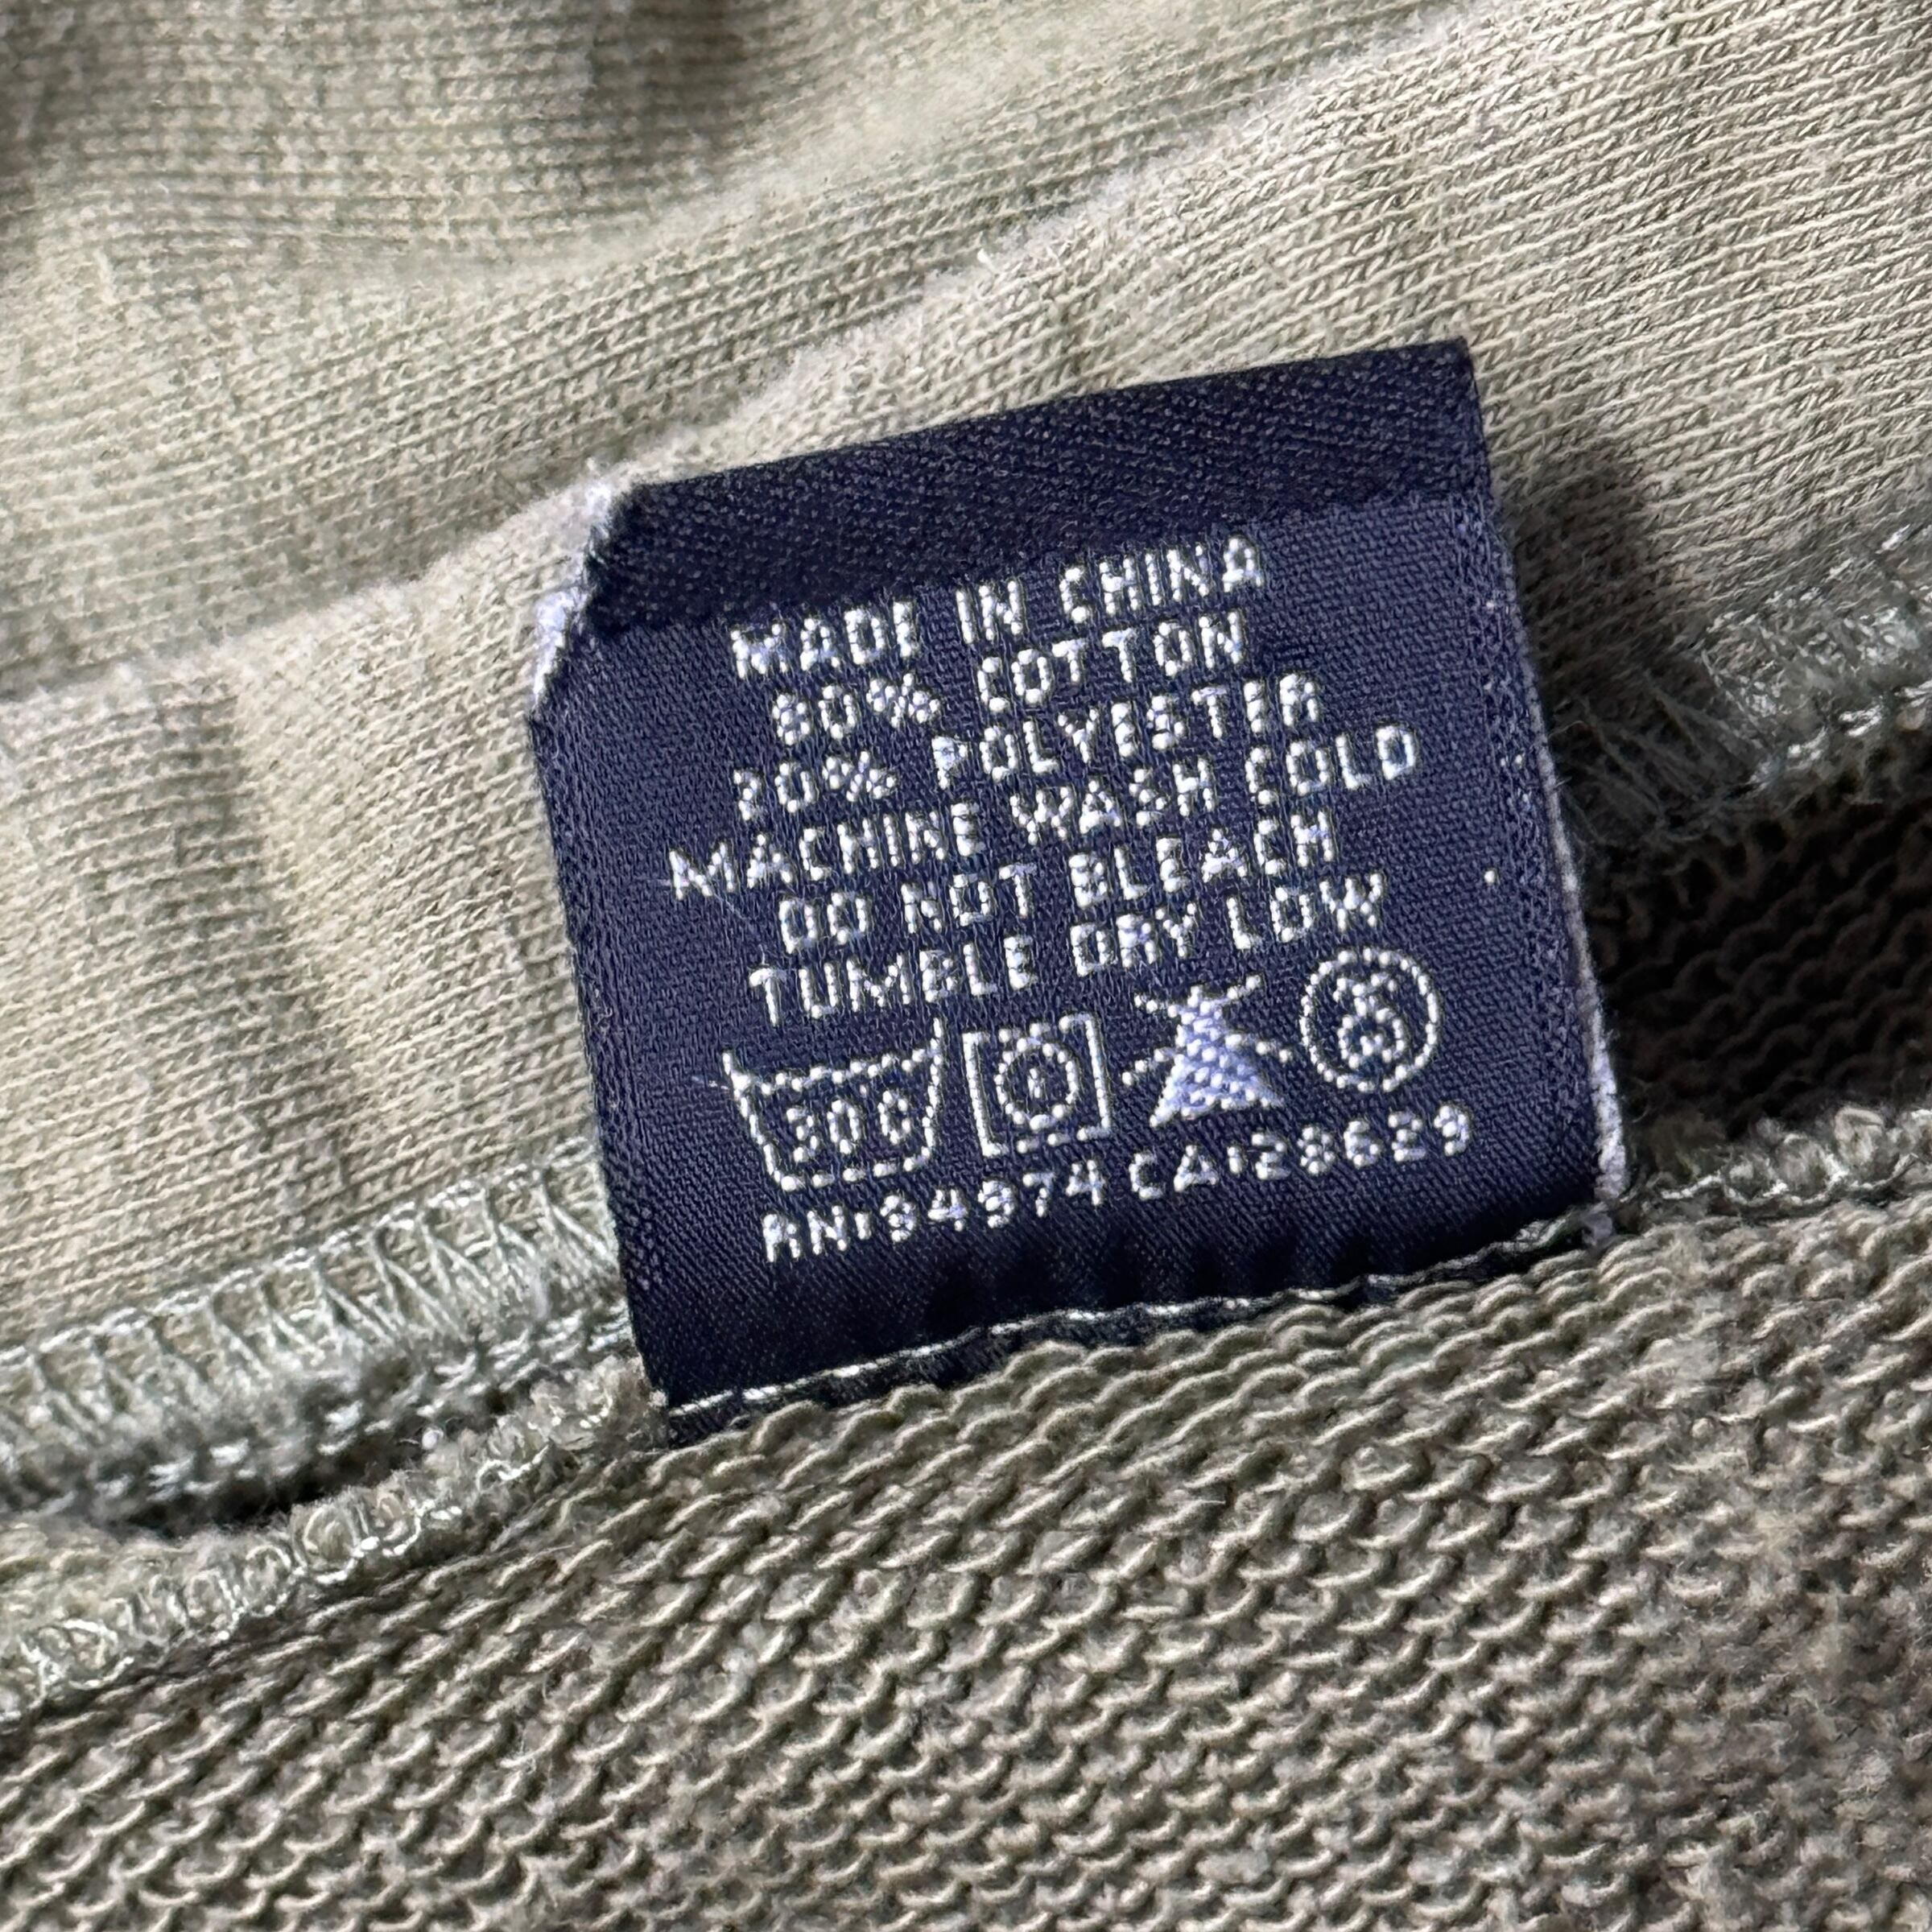 MADE IN CHINA
80% COTTON
20% POLYESTER
MACHINE WASH COLD
DO NOT BLEACH
TUMBLE DRY LOW
30°C
RN:94974 CA:28629